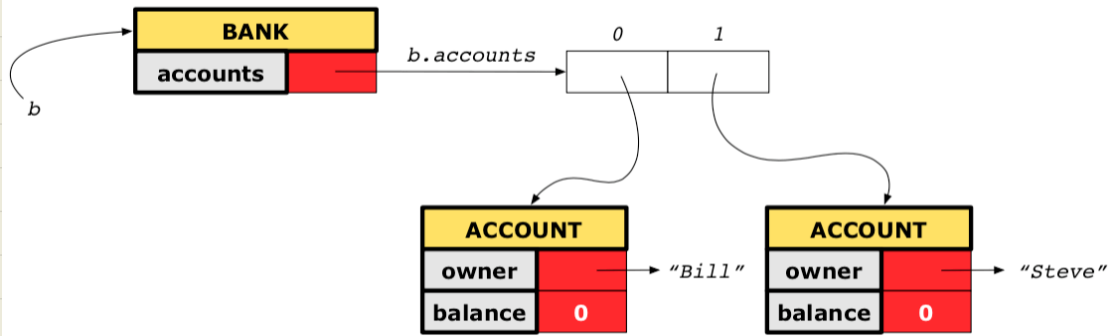 BANK
accounts
b
b.accounts
0 1
ACCOUNT
owner
“Bill”
balance 0
ACCOUNT
owner
“Steve”
balance 0